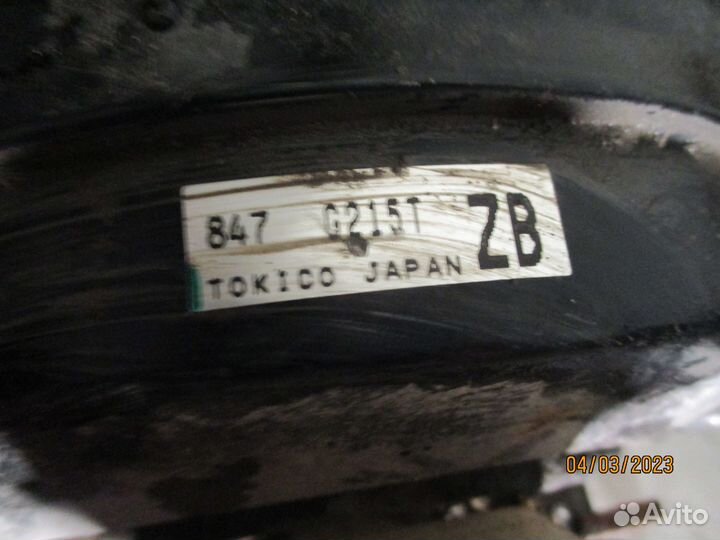 847 G215T ZB
TOKICO JAPAN
04/03/2023
Avito